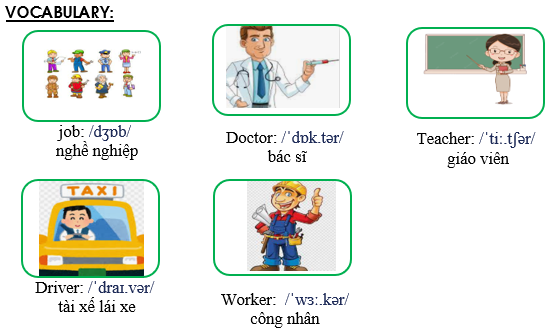 VOCABULARY:
job: /dʒɒb/
nghề nghiệp
Doctor: /ˈdɒk.tər/
bác sĩ
Teacher: /ˈtiː.tʃər/
giáo viên
TAXI
Driver: /ˈdraɪ.vər/
tài xế lái xe
Worker: /ˈwɜː.kər/
công nhân